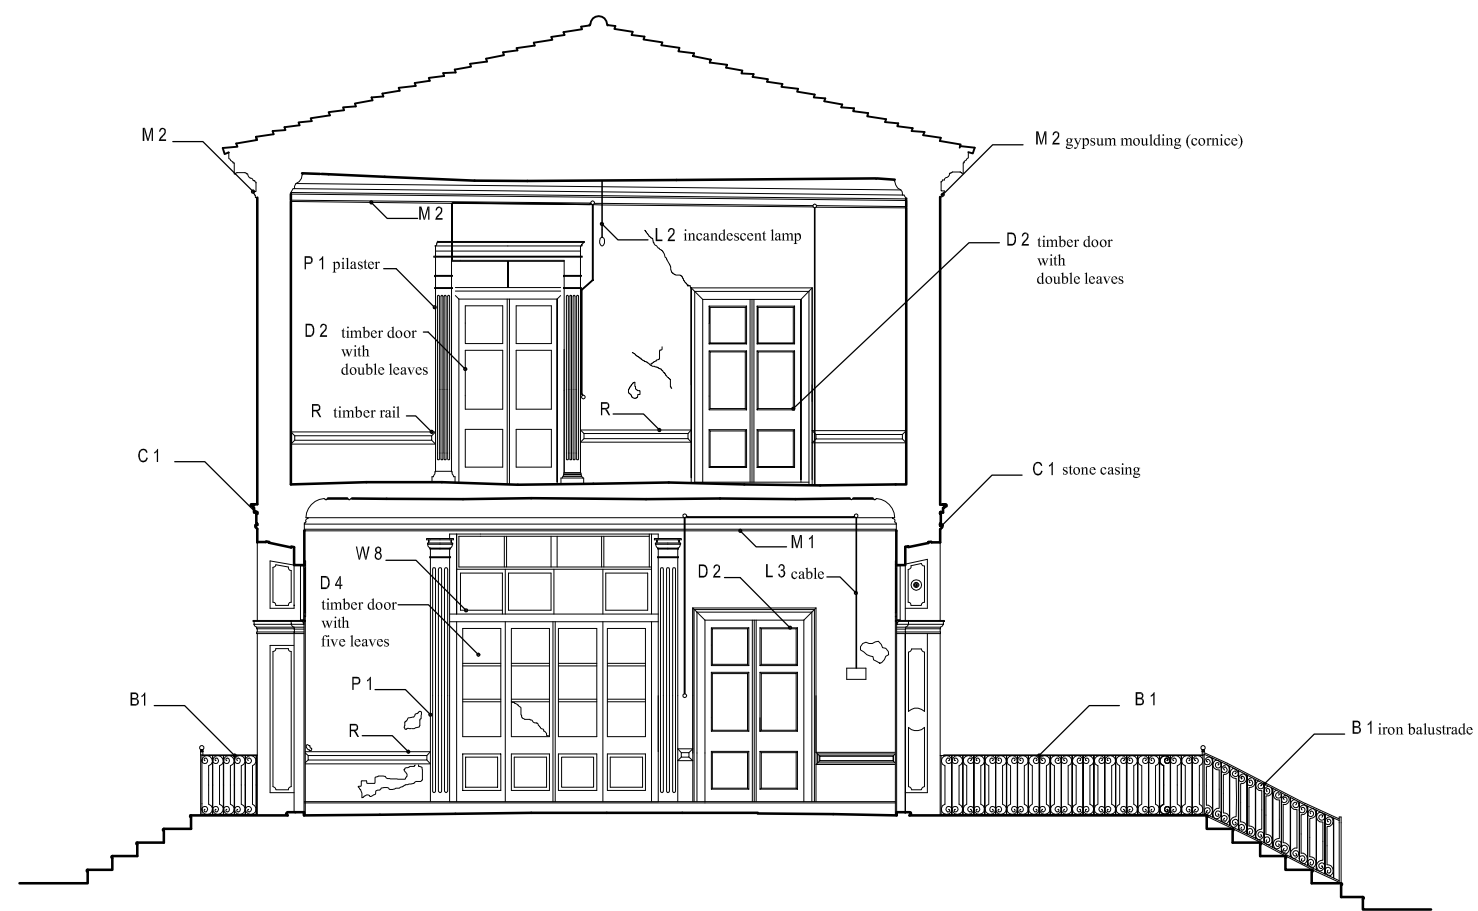 M 2
M 2 gypsum moulding (cornice)
M 2
L 2 incandescent lamp
D 2 timber door
with
double leaves
P 1 pilaster
D 2 timber door
with
double leaves
R timber rail
R
C 1
C 1 stone casing
M 1
W 8
D 2
L 3 cable
D 4
timber door
with
five leaves
P 1
B1
B 1
R
B 1 iron balustrade